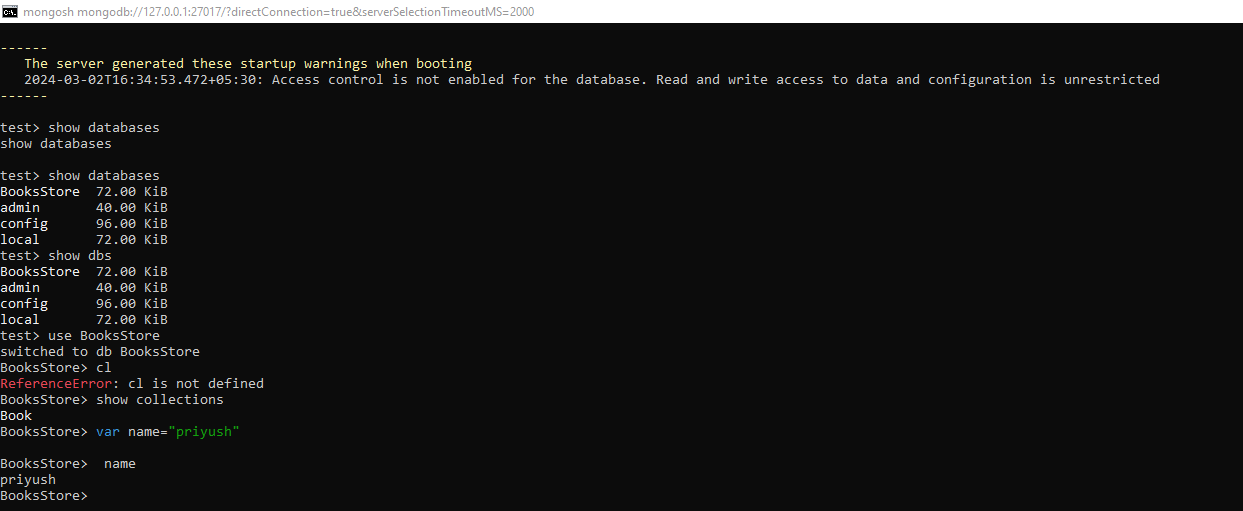 mongosh mongodb://127.0.0.1:27017/?directConnection=true&serverSelectionTimeoutMS=2000
------
   The server generated these startup warnings when booting
   2024-03-02T16:34:53.472+05:30: Access control is not enabled for the database. Read and write access to data and configuration is unrestricted
------
test> show databases
show databases
test> show databases
BooksStore  72.00 KiB
admin       40.00 KiB
config      96.00 KiB
local       72.00 KiB
test> show dbs
BooksStore  72.00 KiB
admin       40.00 KiB
config      96.00 KiB
local       72.00 KiB
test> use BooksStore
switched to db BooksStore
BooksStore> cl
ReferenceError: cl is not defined
BooksStore> show collections
Book
BooksStore> var name="priyush"
BooksStore>  name
priyush
BooksStore>